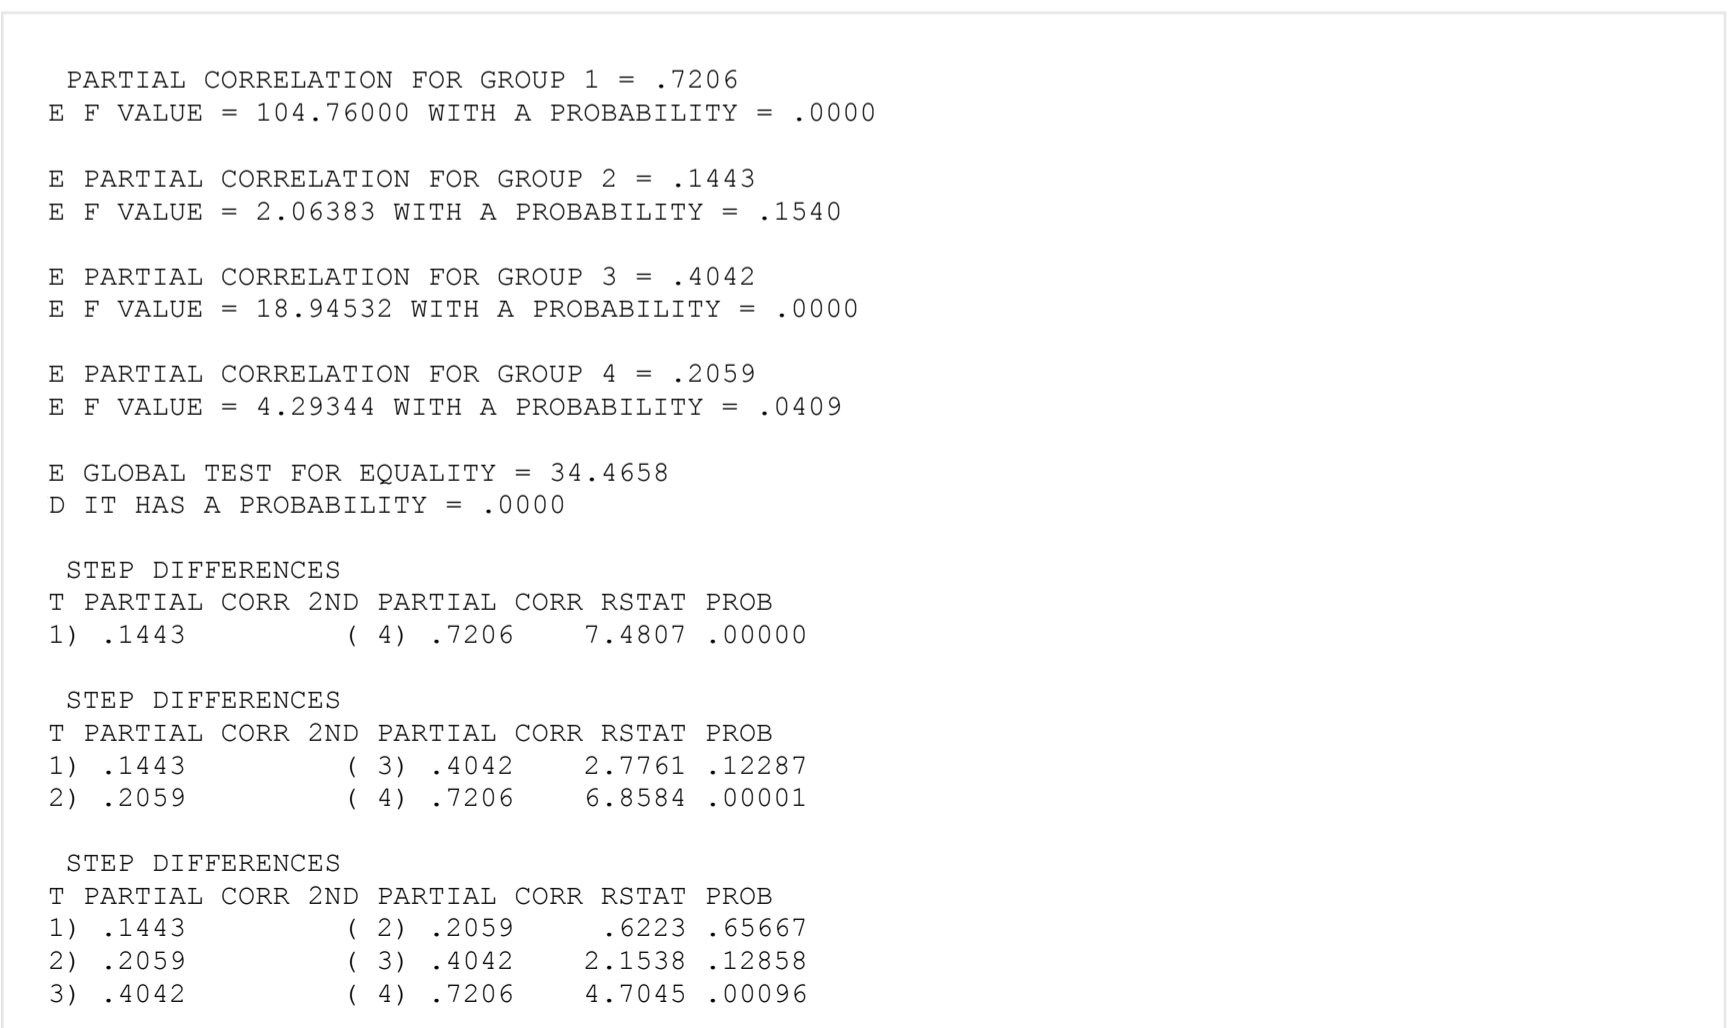 PARTIAL CORRELATION FOR GROUP 1 = .7206
E F VALUE = 104.76000 WITH A PROBABILITY = .0000
E PARTIAL CORRELATION FOR GROUP 2 = .1443
E F VALUE = 2.06383 WITH A PROBABILITY = .1540
E PARTIAL CORRELATION FOR GROUP 3 = .4042
E F VALUE = 18.94532 WITH A PROBABILITY = .0000
E PARTIAL CORRELATION FOR GROUP 4 = .2059
E F VALUE = 4.29344 WITH A PROBABILITY = .0409
E GLOBAL TEST FOR EQUALITY = 34.4658
D IT HAS A PROBABILITY = .0000
STEP DIFFERENCES
T PARTIAL CORR 2ND PARTIAL CORR RSTAT PROB
1) .1443 ( 4) .7206 7.4807 .00000
STEP DIFFERENCES
T PARTIAL CORR 2ND PARTIAL CORR RSTAT PROB
1) .1443 ( 3) .4042 2.7761 .12287
2) .2059 ( 4) .7206 6.8584 .00001
STEP DIFFERENCES
T PARTIAL CORR 2ND PARTIAL CORR RSTAT PROB
1) .1443 ( 2) .2059 .6223 .65667
2) .2059 ( 3) .4042 2.1538 .12858
3) .4042 ( 4) .7206 4.7045 .00096